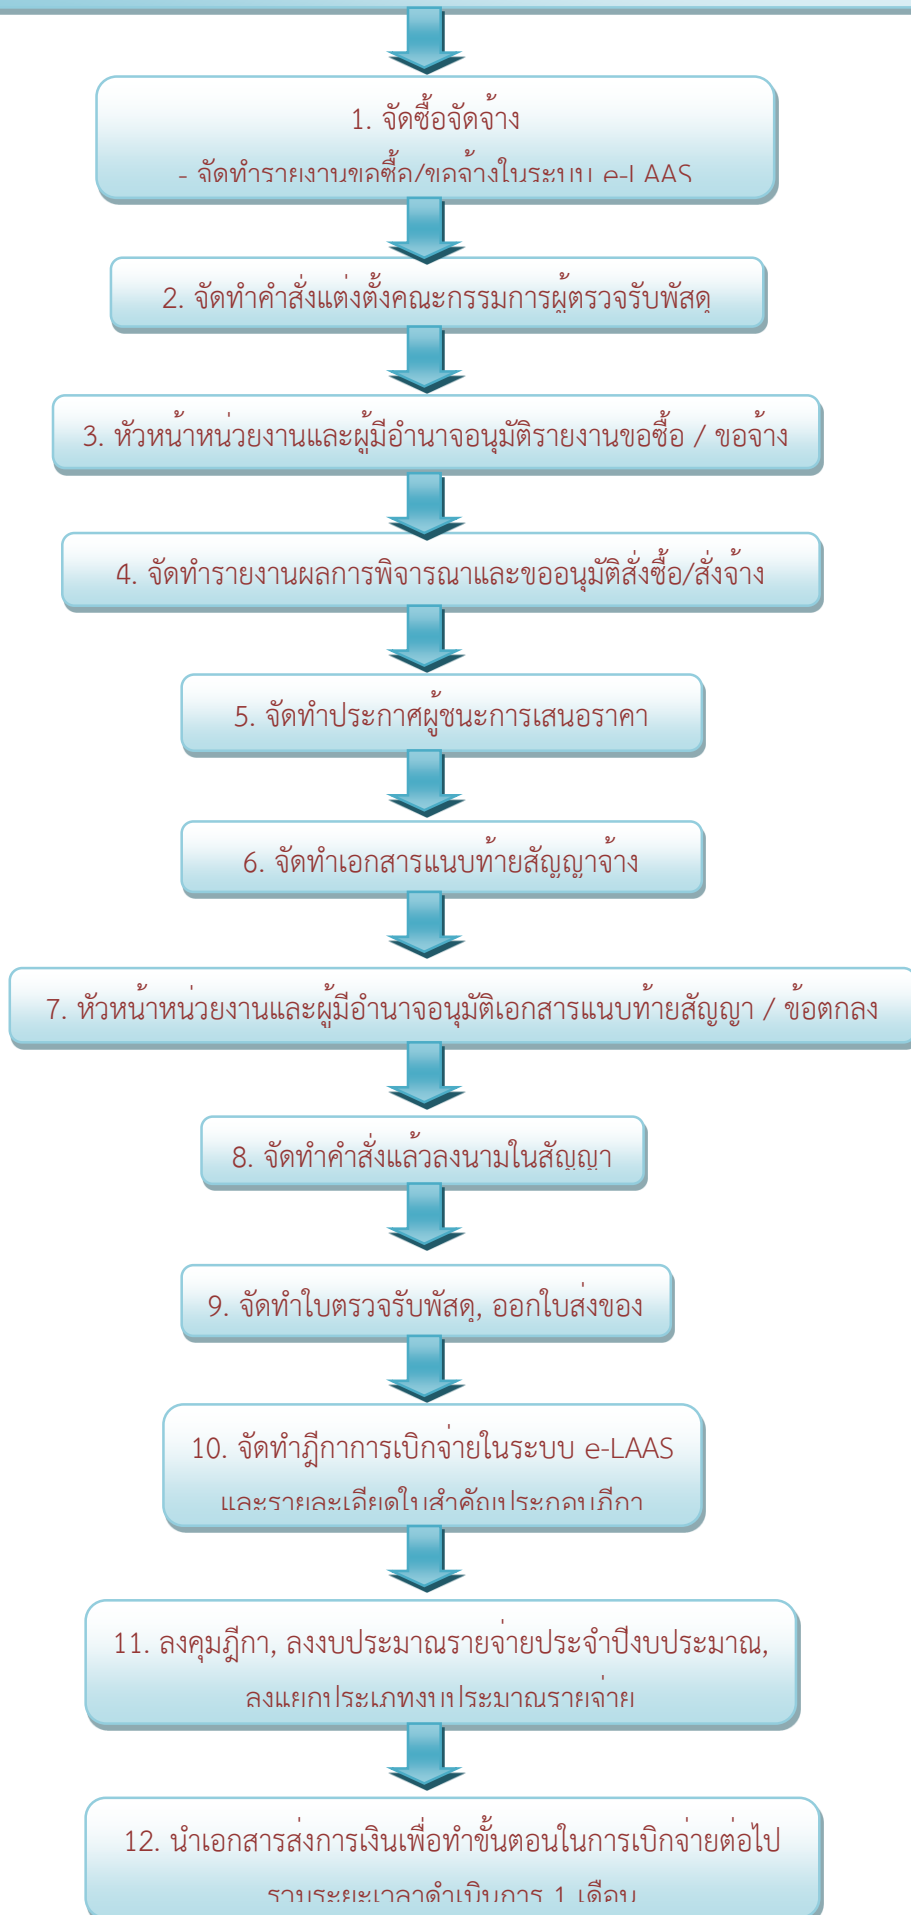 1. จัดซื้อจัดจ้าง
- จัดทำรายงานขอซื้อ/ขอจ้างในระบบ e-LAAS
2. จัดทำคำสั่งแต่งตั้งคณะกรรมการผู้ตรวจรับพัสดุ
3. หัวหน้าหน่วยงานและผู้มีอำนาจอนุมัติรายงานขอซื้อ / ขอจ้าง
4. จัดทำรายงานผลการพิจารณาและขออนุมัติสั่งซื้อ/สั่งจ้าง
5. จัดทำประกาศผู้ชนะการเสนอราคา
6. จัดทำเอกสารแนบท้ายสัญญาจ้าง
7. หัวหน้าหน่วยงานและผู้มีอำนาจอนุมัติเอกสารแนบท้ายสัญญา / ข้อตกลง
8. จัดทำคำสั่งแล้วลงนามในสัญญา
9. จัดทำใบตรวจรับพัสดุ, ออกใบส่งของ
10. จัดทำฎีกาการเบิกจ่ายในระบบ e-LAAS
และรายละเอียดใบสำคัญประกอบฎีกา
11. ลงคุมฎีกา, ลงงบประมาณรายจ่ายประจำปีงบประมาณ,
ลงแยกประเภทงบประมาณรายจ่าย
12. นำเอกสารส่งการเงินเพื่อทำขั้นตอนในการเบิกจ่ายต่อไป
รวมระยะเวลาดำเนินการ 1 เดือน